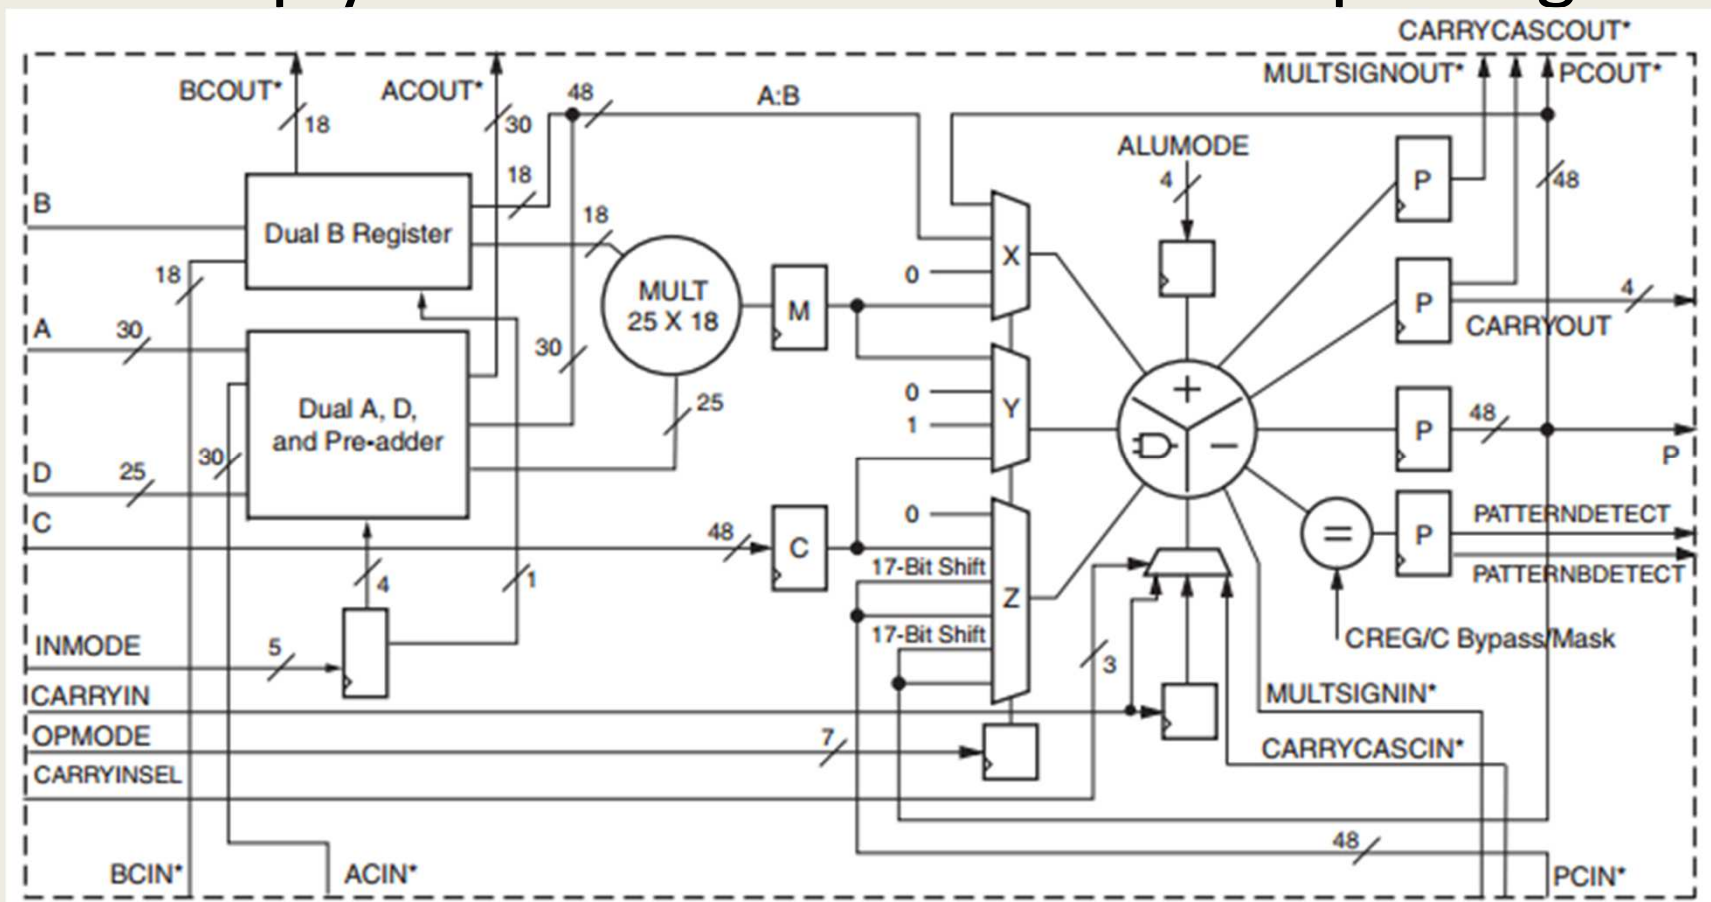 CARRYCASCOUT*
BCOUT*
ACOUT*
48
A:B
MULTSIGNOUT*
PCOUT*
18
30
ALUMODE
18
4
P
48
B
18
Dual B Register
X
18
0
MULT
25 X 18
M
P
4
A
30
CARRYOUT
30
0
+
25
Y
Dual A, D,
and Pre-adder
1
48
P
−
P
30
D
25
0
PATTERNDETECT
C
48
C
=
P
17-Bit Shift
4
1
PATTERNBDETECT
Z
INMODE
5
17-Bit Shift
3
CREG/C Bypass/Mask
CARRYIN
MULTSIGNIN*
OPMODE
7
CARRYCASCIN*
CARRYINSEL
48
BCIN*
ACIN*
PCIN*